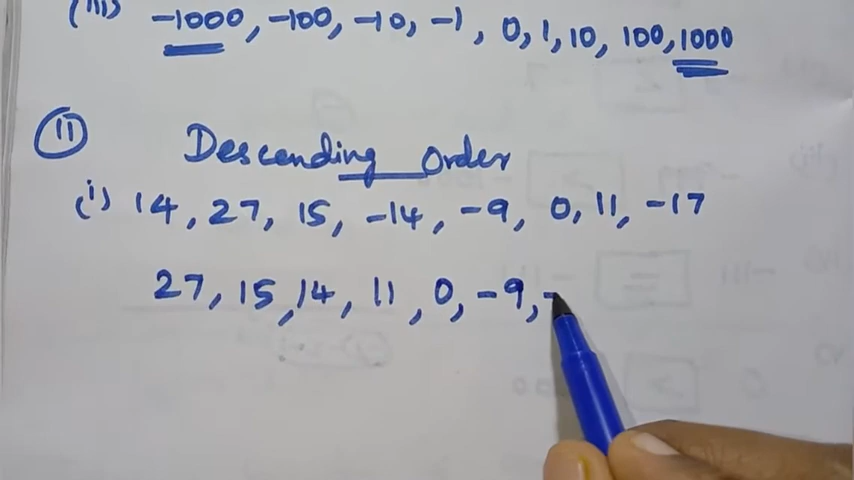 (iii) -1000, -100, -10, -1, 0, 1, 10, 100, 1000
11 Descending Order
(i) 14, 27, 15, -14, -9, 0, 11, -17
27, 15, 14, 11, 0, -9, -